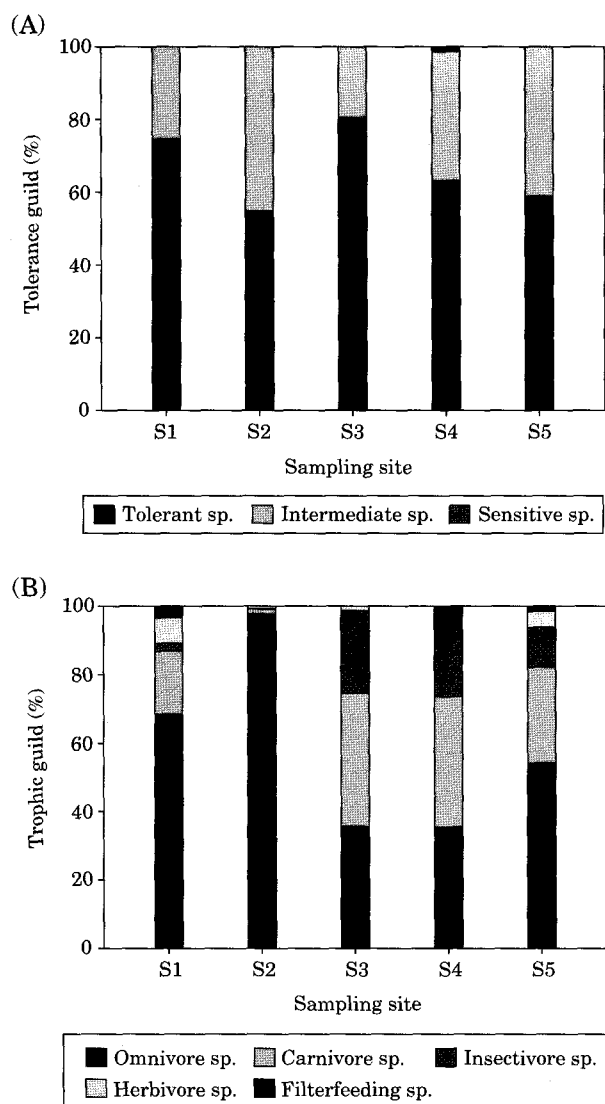 (A)
100
80
60
40
20
0
Tolerance guild (%)
S1 S2 S3 S4 S5
Sampling site
Tolerant sp. Intermediate sp. Sensitive sp.
(B)
100
80
60
40
20
0
Trophic guild (%)
S1 S2 S3 S4 S5
Sampling site
Omnivore sp. Carnivore sp. Insectivore sp.
Herbivore sp. Filterfeeding sp.